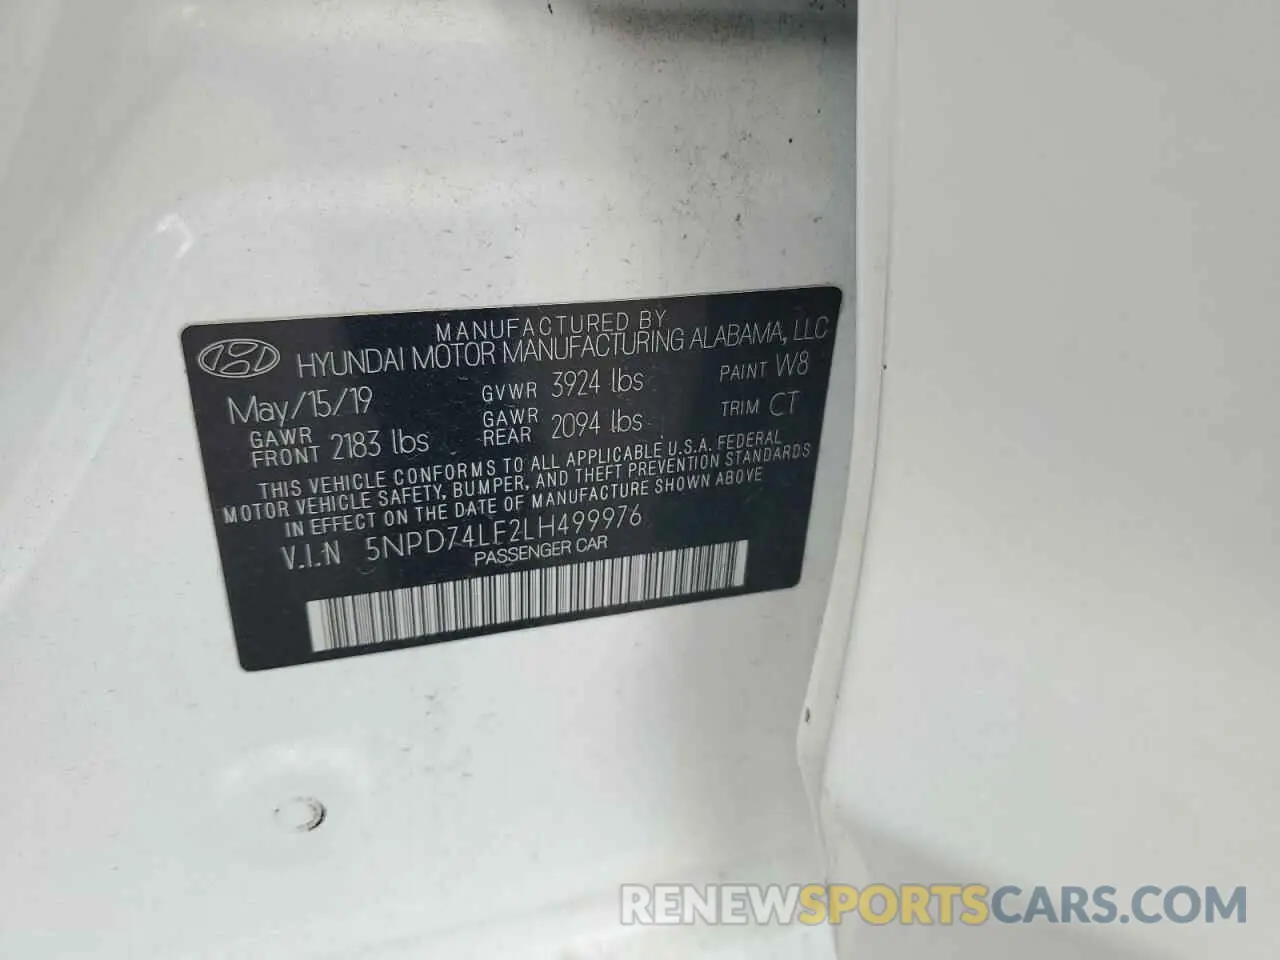 MANUFACTURED BY
HYUNDAI MOTOR MANUFACTURING ALABAMA, LLC
May/15/19 GVWR 3924 lbs PAINT W8
GAWR FRONT 2183 lbs GAWR REAR 2094 lbs TRIM CT
THIS VEHICLE CONFORMS TO ALL APPLICABLE U.S.A. FEDERAL
MOTOR VEHICLE SAFETY, BUMPER, AND THEFT PREVENTION STANDARDS
IN EFFECT ON THE DATE OF MANUFACTURE SHOWN ABOVE
V.I.N 5NPD74LF2LH499976
PASSENGER CAR
RENEWSPORTSCARS.COM